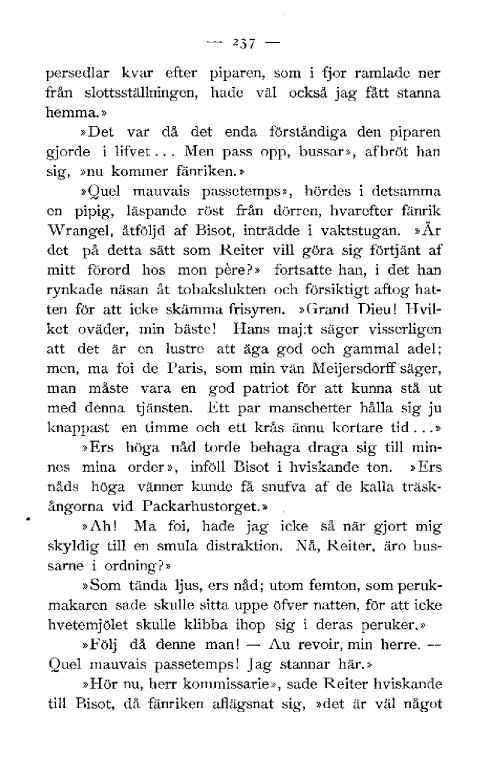 — 237 —
persedlar kvar efter piparen, som i fjor ramlade ner
från slottsställningen, hade väl också jag fått stanna
hemma.»
»Det var då det enda förståndiga den piparen
gjorde i lifvet... Men pass opp, bussar», afbröt han
sig, »nu kommer fänriken.»
»Quel mauvais passetemps», hördes i detsamma
en pipig, läspande röst från dörren, hvarefter fänrik
Wrangel, åtföljd af Bisot, inträdde i vaktstugan. »Är
det på detta sätt som Reiter vill göra sig förtjänt af
mitt förord hos mon père?» fortsatte han, i det han
rynkade näsan åt tobakslukten och försiktigt aftog hat-
ten för att icke skämma frisyren. »Grand Dieu! Hvil-
ket oväder, min bäste! Hans maj:t säger visserligen
att det är en lustre att äga god och gammal adel;
men, ma foi de Paris, som min vän Meijersdorff säger,
man måste vara en god patriot för att kunna stå ut
med denna tjänsten. Ett par manschetter hålla sig ju
knappast en timme och ett krås ännu kortare tid ...»
»Ers höga nåd torde behaga draga sig till min-
nes mina order», inföll Bisot i hviskande ton. »Ers
nåds höga vänner kunde få snufva af de kalla träsk-
ångorna vid Packarhustorget.»
»Ah! Ma foi, hade jag icke så när gjort mig
skyldig till en smula distraktion. Nå, Reiter, äro bus-
sarne i ordning?»
»Som tända ljus, ers nåd; utom femton, som peruk-
makaren sade skulle sitta uppe öfver natten, för att icke
hvetemjölet skulle klibba ihop sig i deras peruker.»
»Följ då denne man! — Au revoir, min herre. —
Quel mauvais passetemps! Jag stannar här.»
»Hör nu, herr kommissarie», sade Reiter hviskande
till Bisot, då fänriken aflägsnat sig, »det är väl något